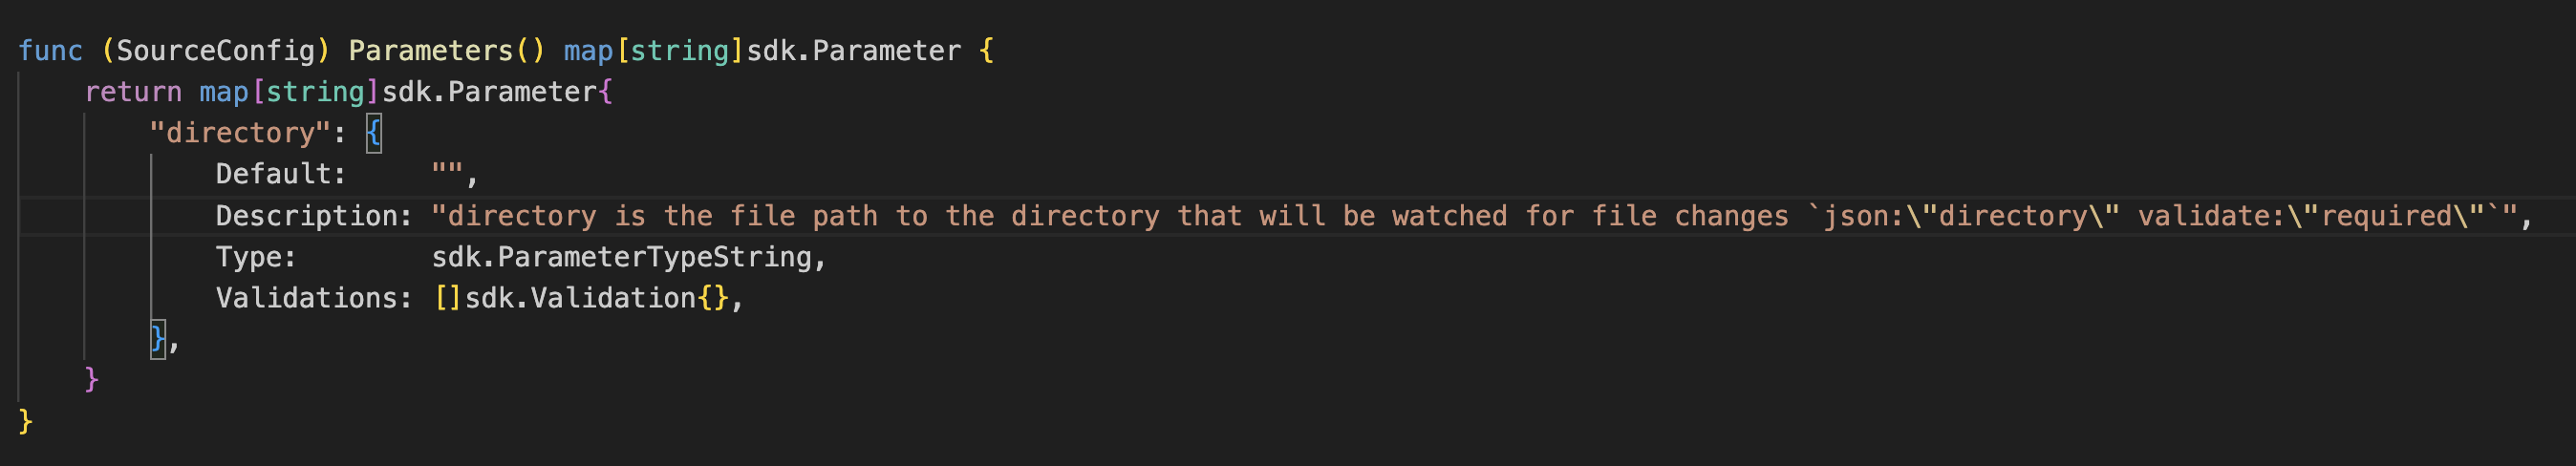 func (SourceConfig) Parameters() map[string]sdk.Parameter {
    return map[string]sdk.Parameter{
        "directory": {
            Default:     "",
            Description: "directory is the file path to the directory that will be watched for file changes `json:\"directory\" validate:\"required\"`",
            Type:        sdk.ParameterTypeString,
            Validations: []sdk.Validation{},
        },
    }
}